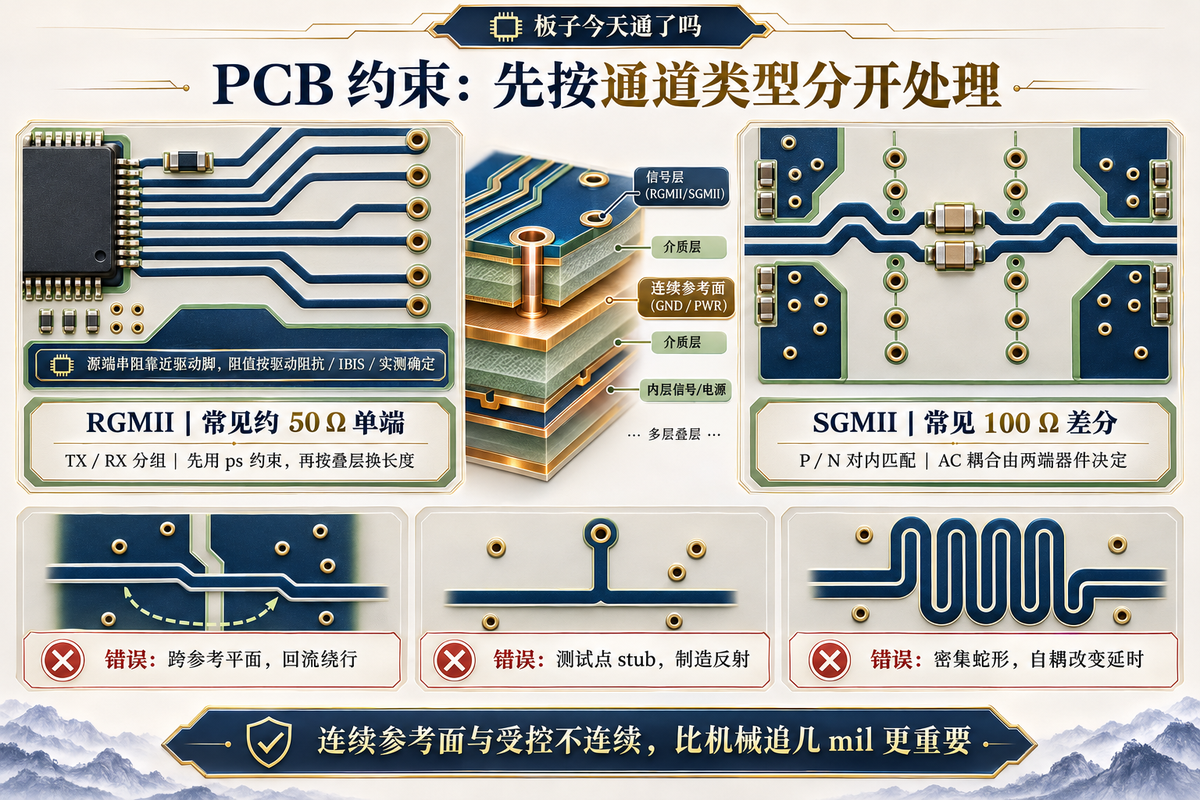 板子今天通了吗
PCB 约束：先按通道类型分开处理
源端串阻靠近驱动脚，阻值按驱动阻抗 / IBIS / 实测确定
RGMII | 常见约 50 Ω 单端
TX / RX 分组 | 先用 ps 约束，再按叠层换长度
信号层
(RGMII/SGMII)
介质层
连续参考面
(GND / PWR)
介质层
内层信号/电源
··· 多层叠层 ···
SGMII | 常见 100 Ω 差分
P / N 对内匹配 | AC 耦合由两端器件决定
错误：跨参考平面，回流绕行
错误：测试点 stub，制造反射
错误：密集蛇形，自耦改变延时
连续参考面与受控不连续，比机械追几 mil 更重要